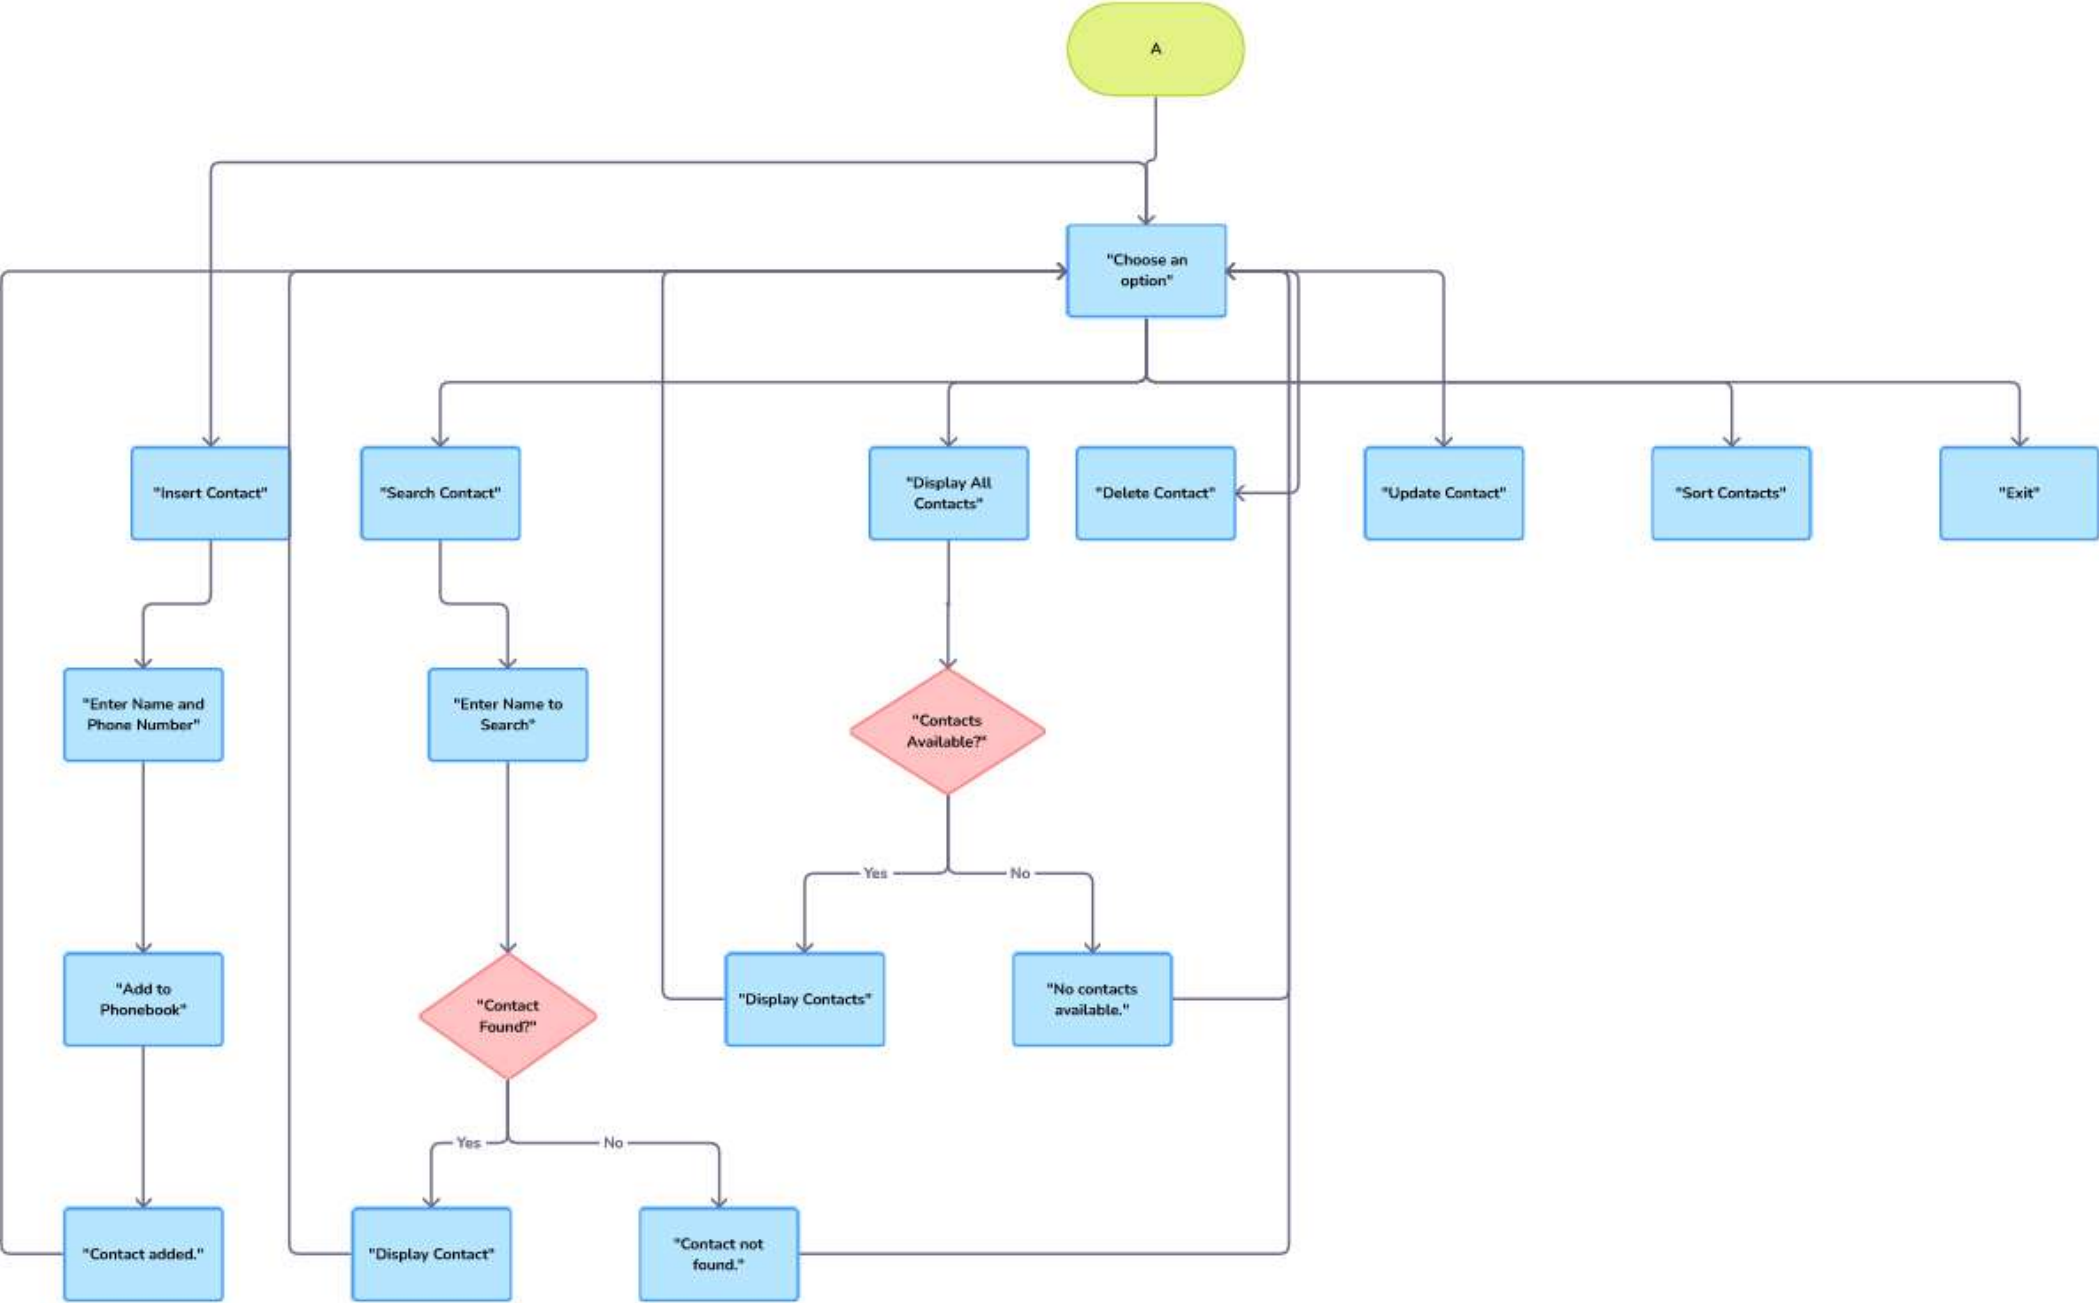 A
"Choose an
option"
"Insert Contact"
"Search Contact"
"Display All
Contacts"
"Delete Contact"
"Update Contact"
"Sort Contacts"
"Exit"
"Enter Name and
Phone Number"
"Enter Name to
Search"
"Contacts
Available?"
Yes
No
"Add to
Phonebook"
"Contact
Found?"
"Display Contacts"
"No contacts
available."
Yes
No
"Contact added."
"Display Contact"
"Contact not
found."